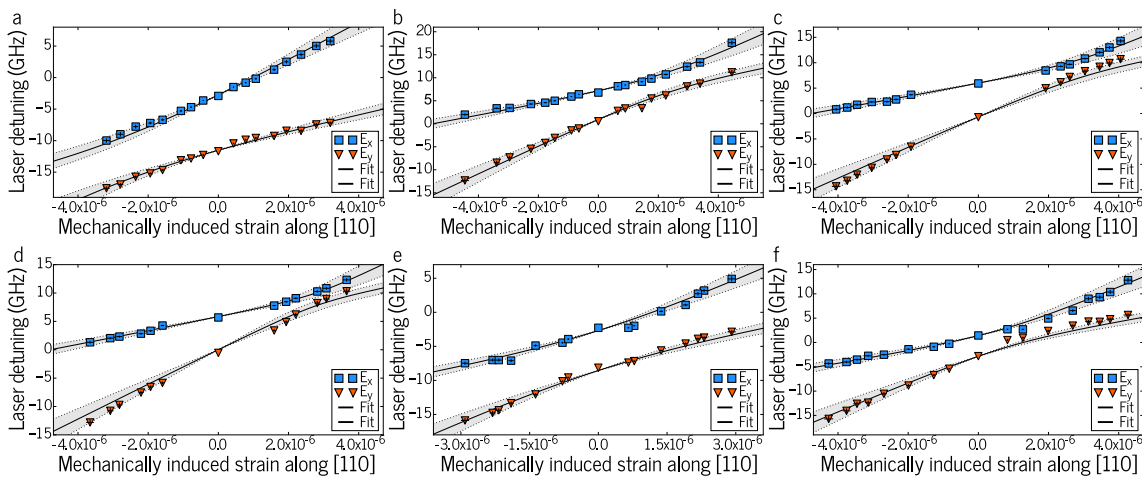 a
Laser detuning (GHz)
5
0
−5
−10
−15
E_x
E_y
Fit
Fit
−4.0x10⁻⁶ −2.0x10⁻⁶ 0.0 2.0x10⁻⁶ 4.0x10⁻⁶
Mechanically induced strain along [110]
b
Laser detuning (GHz)
20
15
10
5
0
−5
−10
−15
E_x
E_y
Fit
Fit
−4.0x10⁻⁶ −2.0x10⁻⁶ 0.0 2.0x10⁻⁶ 4.0x10⁻⁶
Mechanically induced strain along [110]
c
Laser detuning (GHz)
15
10
5
0
−5
−10
−15
E_x
E_y
Fit
Fit
−4.0x10⁻⁶ −2.0x10⁻⁶ 0.0 2.0x10⁻⁶ 4.0x10⁻⁶
Mechanically induced strain along [110]
d
Laser detuning (GHz)
15
10
5
0
−5
−10
−15
E_x
E_y
Fit
Fit
−4.0x10⁻⁶ −2.0x10⁻⁶ 0.0 2.0x10⁻⁶ 4.0x10⁻⁶
Mechanically induced strain along [110]
e
Laser detuning (GHz)
5
0
−5
−10
−15
E_x
E_y
Fit
Fit
−3.0x10⁻⁶ −1.5x10⁻⁶ 0.0 1.5x10⁻⁶ 3.0x10⁻⁶
Mechanically induced strain along [110]
f
Laser detuning (GHz)
15
10
5
0
−5
−10
−15
E_x
E_y
Fit
Fit
−4.0x10⁻⁶ −2.0x10⁻⁶ 0.0 2.0x10⁻⁶ 4.0x10⁻⁶
Mechanically induced strain along [110]